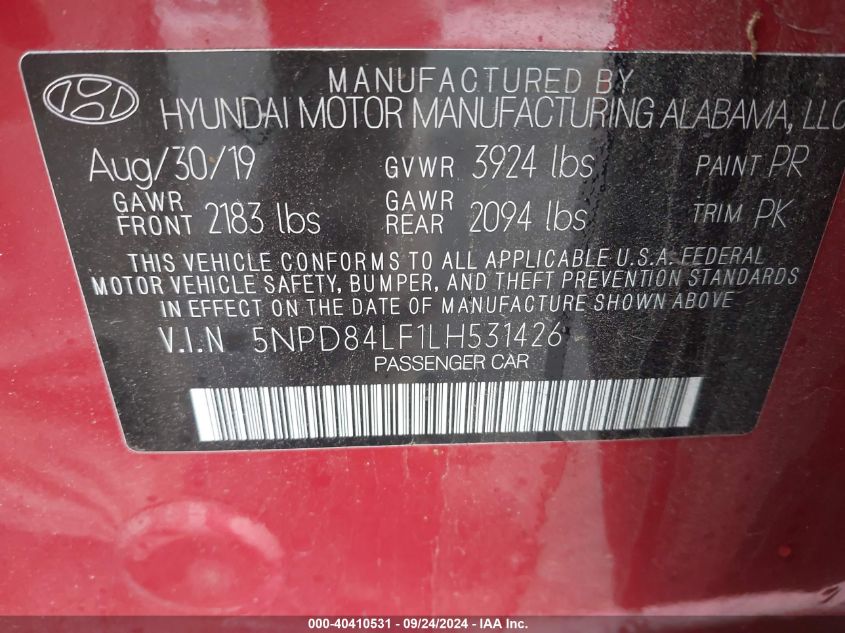 MANUFACTURED BY
HYUNDAI MOTOR MANUFACTURING ALABAMA, LLC
Aug/30/19 GVWR 3924 lbs PAINT PR
GAWR FRONT 2183 lbs GAWR REAR 2094 lbs TRIM PK
THIS VEHICLE CONFORMS TO ALL APPLICABLE U.S.A. FEDERAL
MOTOR VEHICLE SAFETY, BUMPER, AND THEFT PREVENTION STANDARDS
IN EFFECT ON THE DATE OF MANUFACTURE SHOWN ABOVE.
V.I.N 5NPD84LF1LH531426
PASSENGER CAR
000-40410531 - 09/24/2024 - IAA Inc.